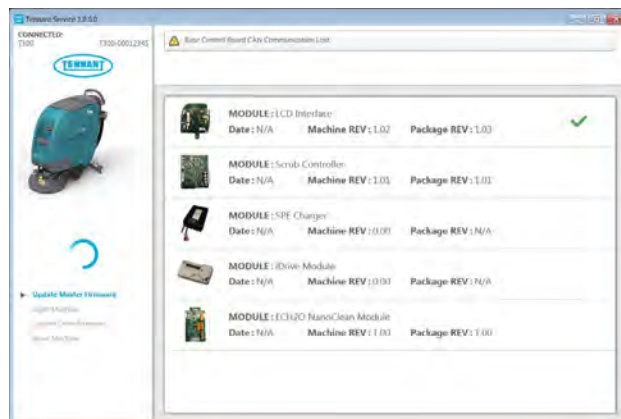 Tennant Service 1.0.0.0
CONNECTED:
T300 T300-00012345
TENNANT
Base Control Board CAN Communication Lost
MODULE: LCD Interface
Date: N/A Machine REV: 1.02 Package REV: 1.03
MODULE: Scrub Controller
Date: N/A Machine REV: 1.01 Package REV: 1.01
MODULE: SPE Charger
Date: N/A Machine REV: 0.00 Package REV: N/A
MODULE: iDrive Module
Date: N/A Machine REV: 0.00 Package REV: N/A
MODULE: ECH2O NanoClean Module
Date: N/A Machine REV: 1.00 Package REV: 1.00
Update Master Firmware